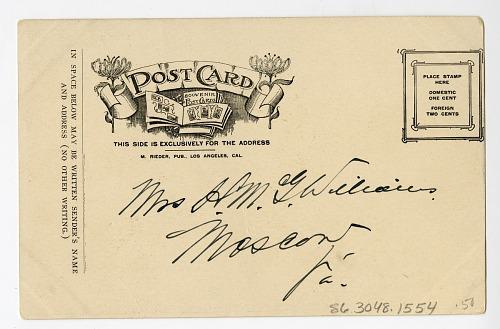 POST CARD
SOUVENIR
POST CARD
THIS SIDE IS EXCLUSIVELY FOR THE ADDRESS
M. RIEDER, PUB., LOS ANGELES, CAL.
PLACE STAMP
HERE
DOMESTIC
ONE CENT
FOREIGN
TWO CENTS
IN SPACE BELOW MAY BE WRITTEN SENDER'S NAME
AND ADDRESS (NO OTHER WRITING.)
Mrs H. M. G. Williams.
Moscow
86.3048.1554
.50